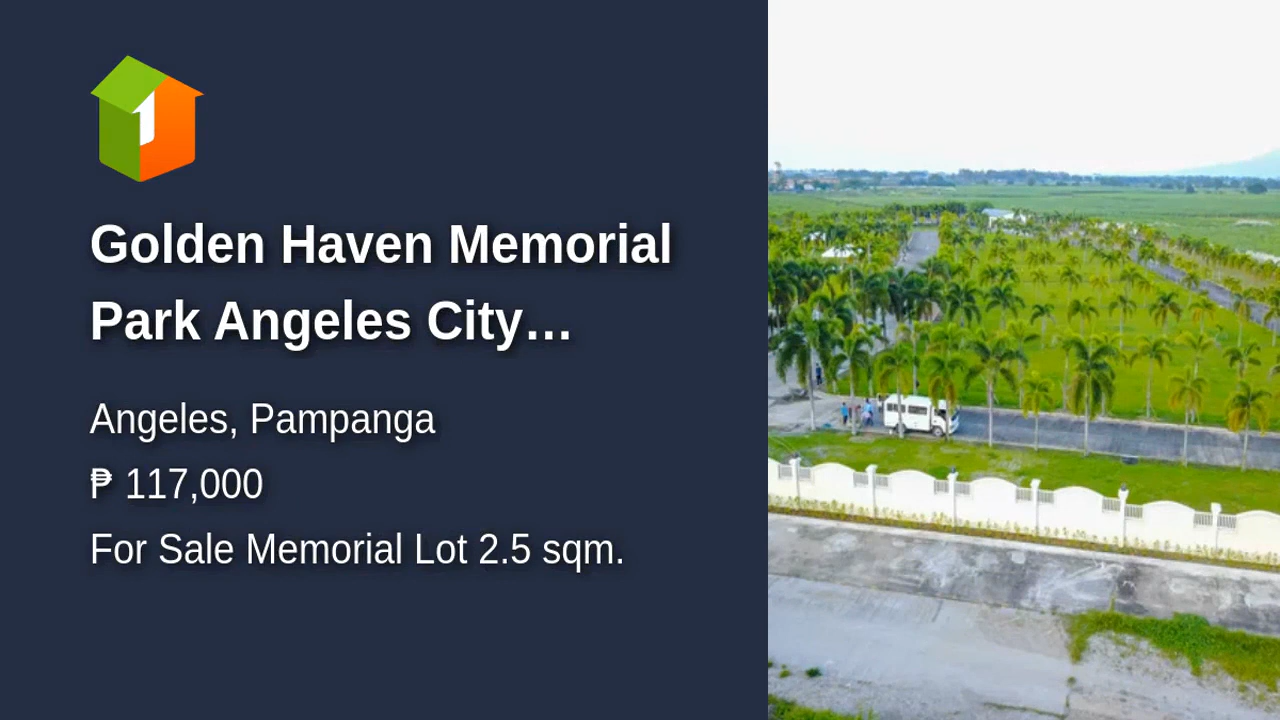 Golden Haven Memorial
Park Angeles City…
Angeles, Pampanga
₱ 117,000
For Sale Memorial Lot 2.5 sqm.